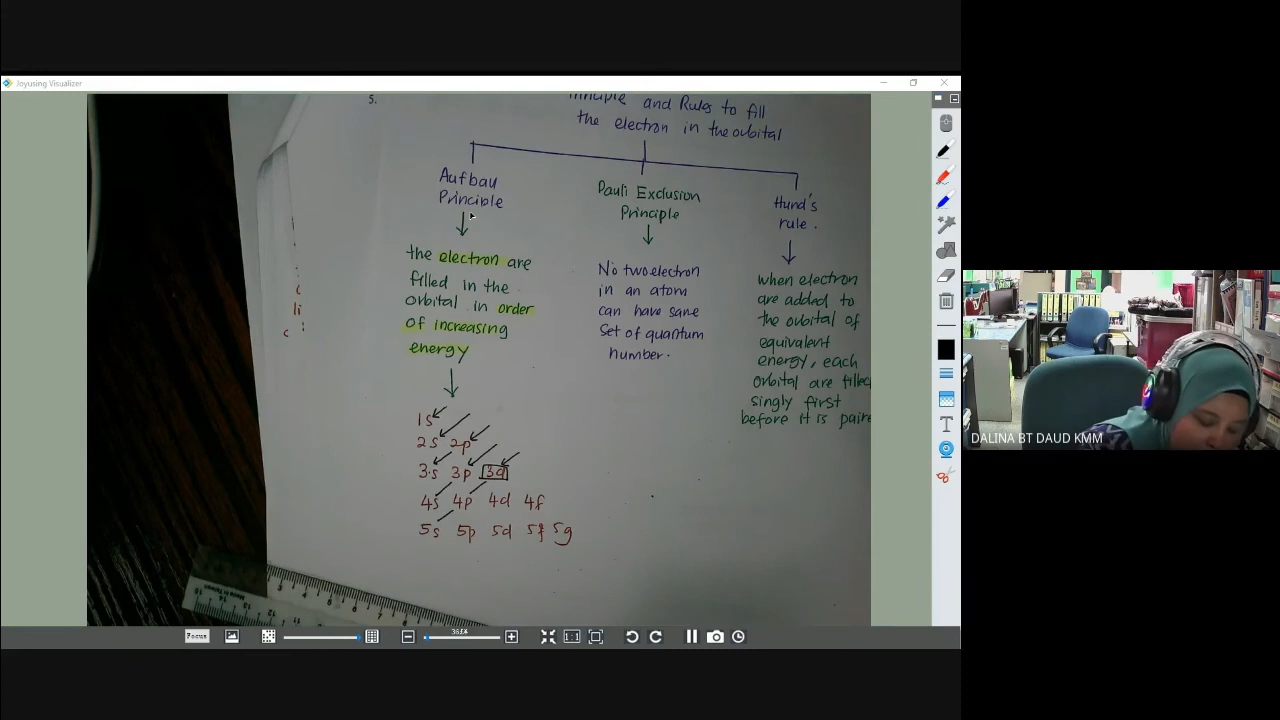 Joyusing Visualizer
5.
and Rules to fill
the electron in the orbital
Aufbau
Principle
the electron are
filled in the
orbital in order
of increasing
energy
1s
2s 2p
3s 3p 3d
4s 4p 4d 4f
5s 5p 5d 5f 5g
Pauli Exclusion
Principle
No two electron
in an atom
can have same
Set of quantum
number.
Hund's
rule.
when electron
are added to
the orbital of
equivalent
energy, each
orbital are filled
singly first
before it is paire
DALINA BT DAUD KMM
Focus
1:1
T